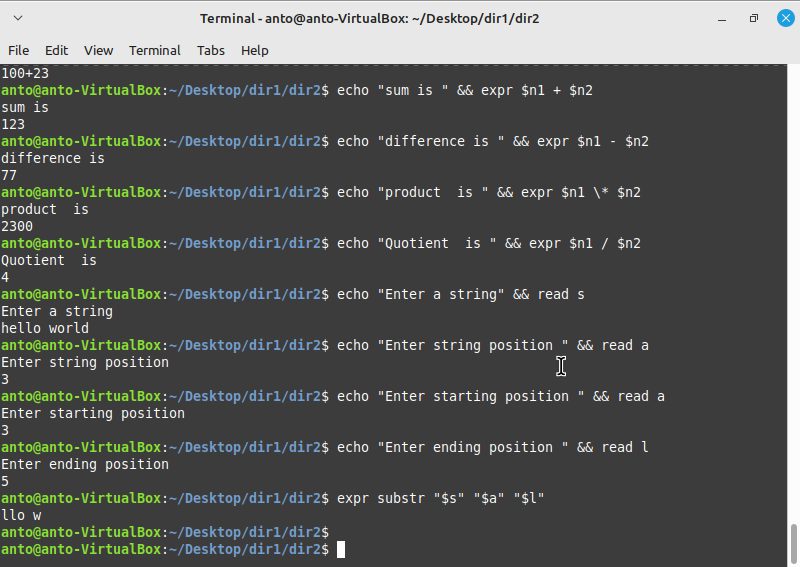 Terminal - anto@anto-VirtualBox: ~/Desktop/dir1/dir2
File Edit View Terminal Tabs Help
100+23
anto@anto-VirtualBox:~/Desktop/dir1/dir2$ echo "sum is " && expr $n1 + $n2
sum is
123
anto@anto-VirtualBox:~/Desktop/dir1/dir2$ echo "difference is " && expr $n1 - $n2
difference is
77
anto@anto-VirtualBox:~/Desktop/dir1/dir2$ echo "product  is " && expr $n1 \* $n2
product  is
2300
anto@anto-VirtualBox:~/Desktop/dir1/dir2$ echo "Quotient  is " && expr $n1 / $n2
Quotient  is
4
anto@anto-VirtualBox:~/Desktop/dir1/dir2$ echo "Enter a string" && read s
Enter a string
hello world
anto@anto-VirtualBox:~/Desktop/dir1/dir2$ echo "Enter string position " && read a
Enter string position
3
anto@anto-VirtualBox:~/Desktop/dir1/dir2$ echo "Enter starting position " && read a
Enter starting position
3
anto@anto-VirtualBox:~/Desktop/dir1/dir2$ echo "Enter ending position " && read l
Enter ending position
5
anto@anto-VirtualBox:~/Desktop/dir1/dir2$ expr substr "$s" "$a" "$l"
llo w
anto@anto-VirtualBox:~/Desktop/dir1/dir2$
anto@anto-VirtualBox:~/Desktop/dir1/dir2$